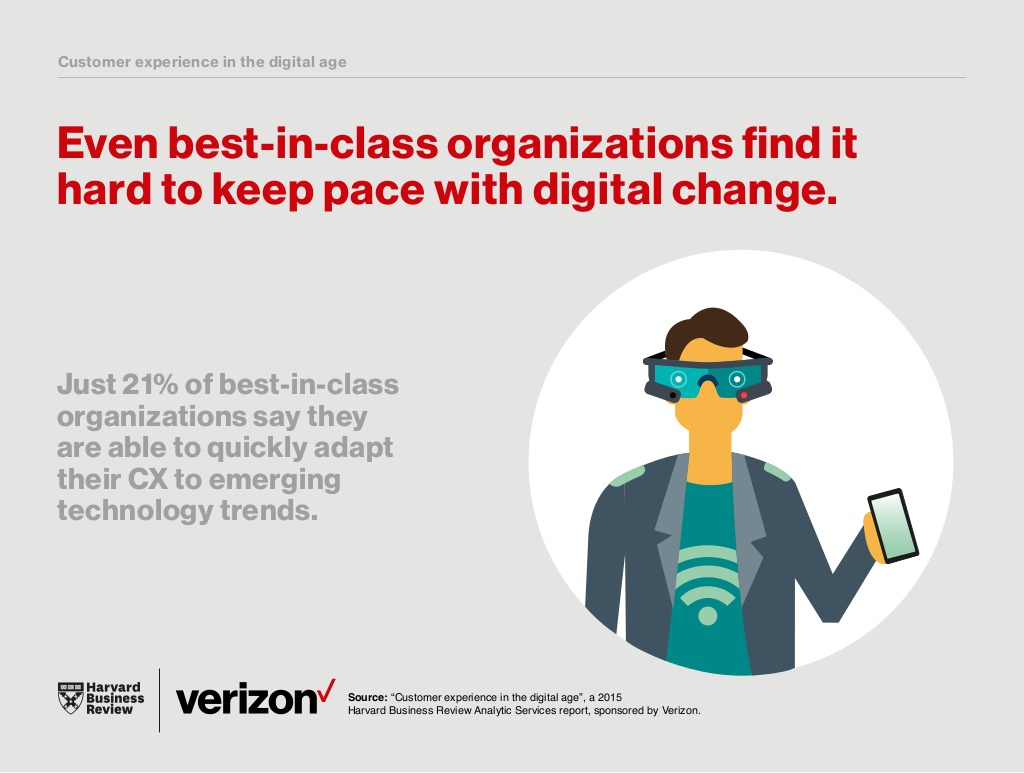 Customer experience in the digital age
Even best-in-class organizations find it
hard to keep pace with digital change.
Just 21% of best-in-class
organizations say they
are able to quickly adapt
their CX to emerging
technology trends.
Harvard
Business
Review
verizon✓
Source: “Customer experience in the digital age”, a 2015
Harvard Business Review Analytic Services report, sponsored by Verizon.